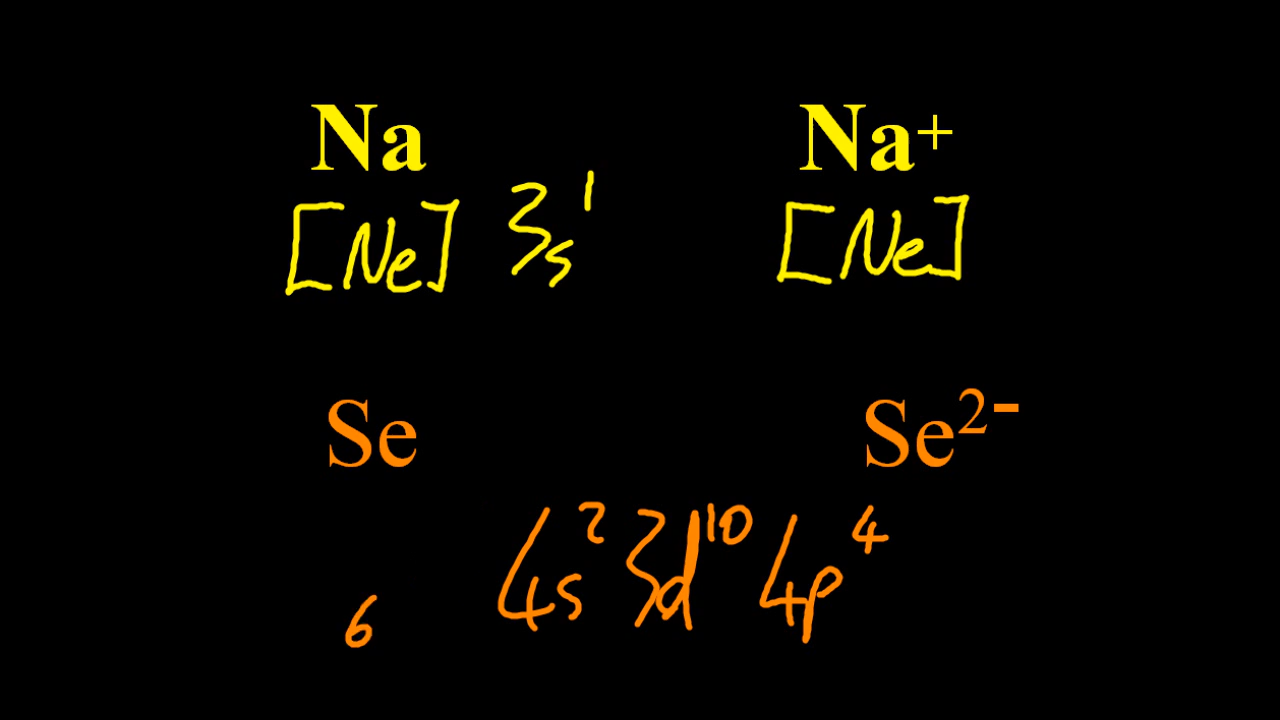 Na Na⁺
[Ne] 3s¹ [Ne]
Se Se²⁻
4s² 3d¹⁰ 4p⁴
6